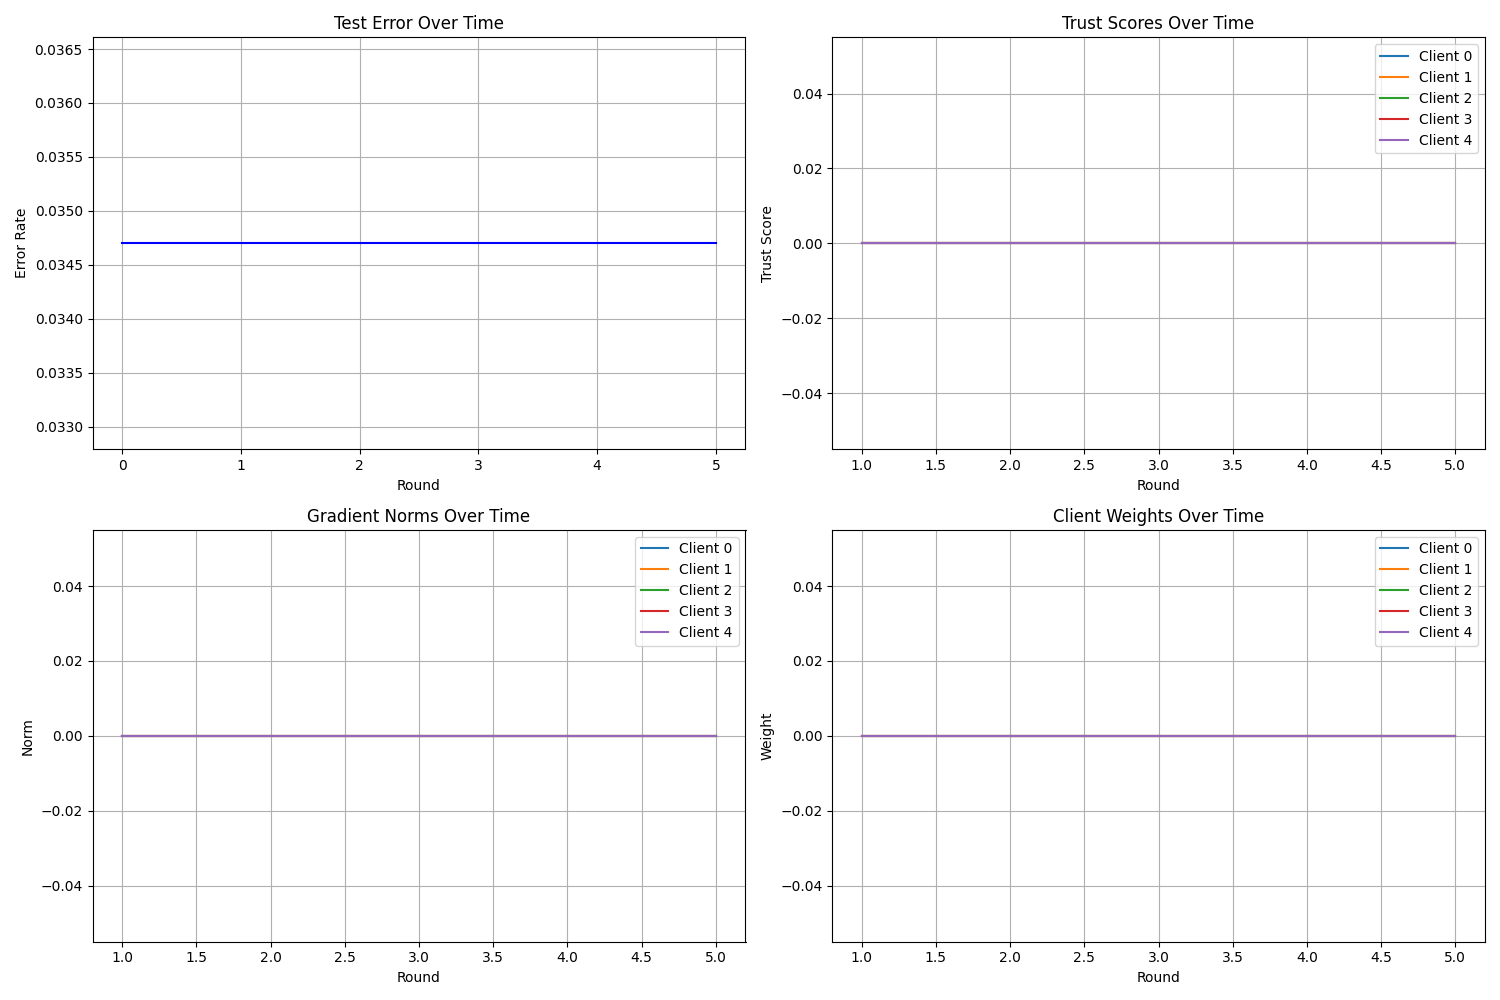 Test Error Over Time
Error Rate
0.0365
0.0360
0.0355
0.0350
0.0345
0.0340
0.0335
0.0330
0 1 2 3 4 5
Round
Trust Scores Over Time
Trust Score
0.04
0.02
0.00
−0.02
−0.04
Client 0
Client 1
Client 2
Client 3
Client 4
1.0 1.5 2.0 2.5 3.0 3.5 4.0 4.5 5.0
Round
Gradient Norms Over Time
Norm
0.04
0.02
0.00
−0.02
−0.04
Client 0
Client 1
Client 2
Client 3
Client 4
1.0 1.5 2.0 2.5 3.0 3.5 4.0 4.5 5.0
Round
Client Weights Over Time
Weight
0.04
0.02
0.00
−0.02
−0.04
Client 0
Client 1
Client 2
Client 3
Client 4
1.0 1.5 2.0 2.5 3.0 3.5 4.0 4.5 5.0
Round